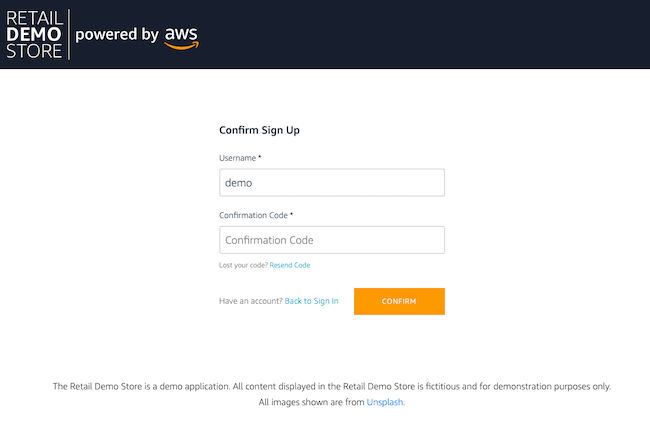 RETAIL
DEMO
STORE
powered by aws
Confirm Sign Up
Username *
demo
Confirmation Code *
Confirmation Code
Lost your code? Resend Code
Have an account? Back to Sign In
CONFIRM
The Retail Demo Store is a demo application. All content displayed in the Retail Demo Store is fictitious and for demonstration purposes only.
All images shown are from Unsplash.